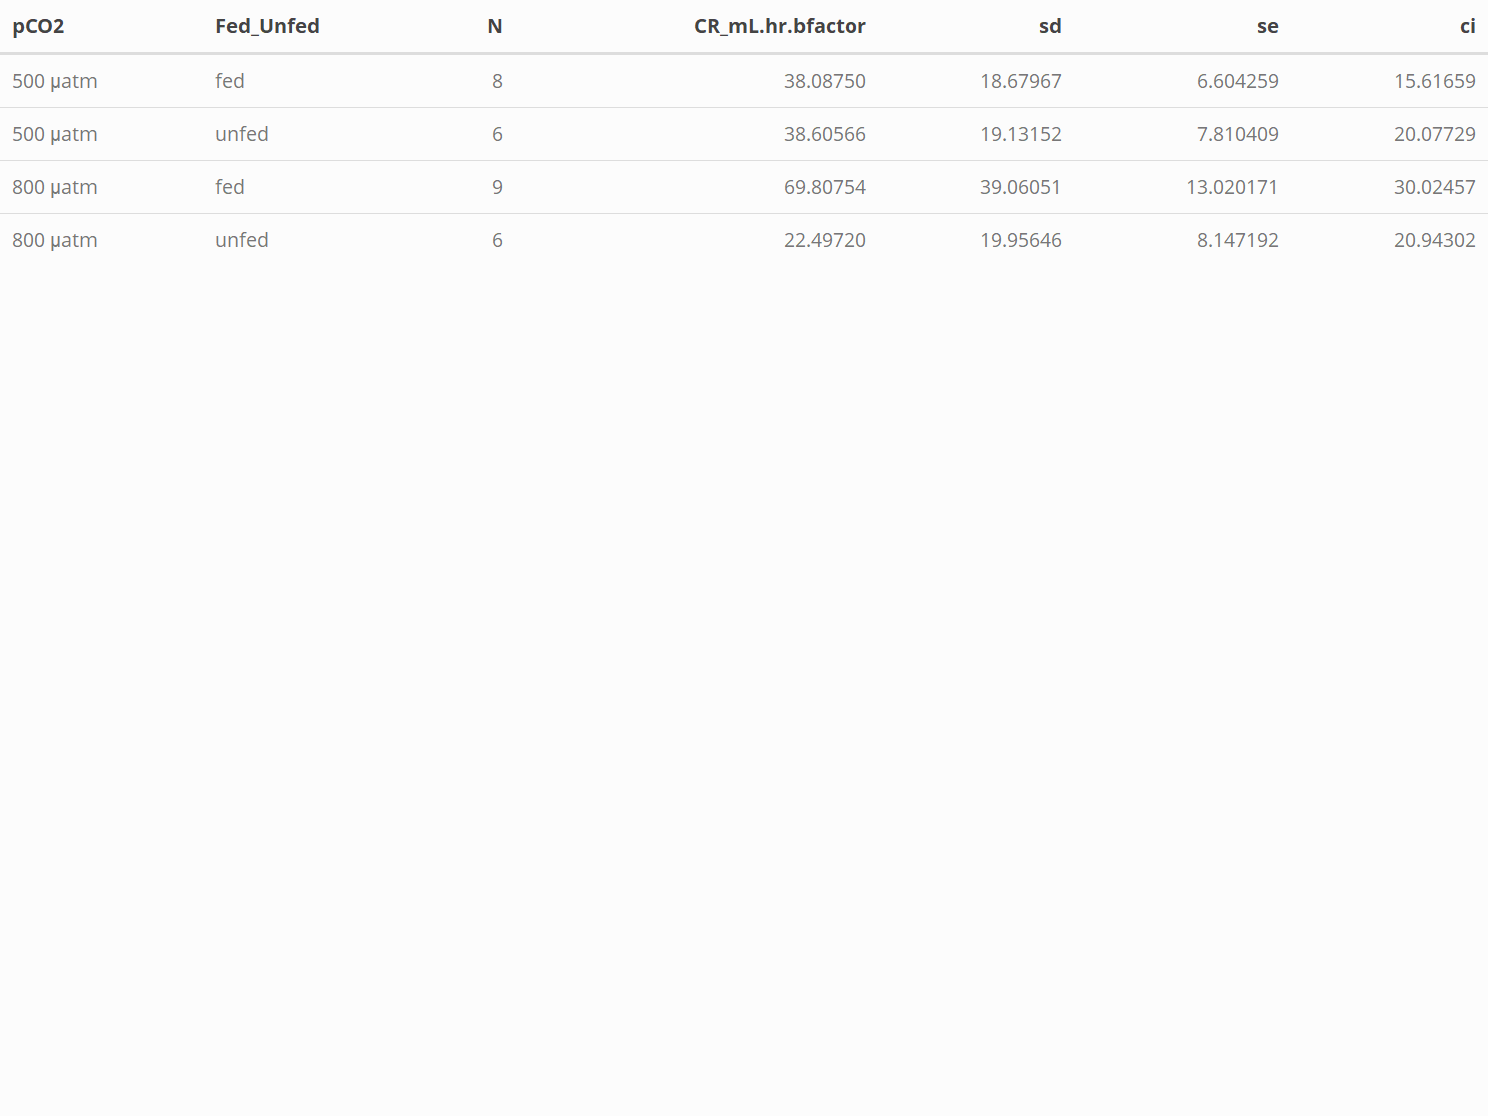 pCO2 Fed_Unfed N CR_mL.hr.bfactor sd se ci
500 µatm fed 8 38.08750 18.67967 6.604259 15.61659
500 µatm unfed 6 38.60566 19.13152 7.810409 20.07729
800 µatm fed 9 69.80754 39.06051 13.020171 30.02457
800 µatm unfed 6 22.49720 19.95646 8.147192 20.94302